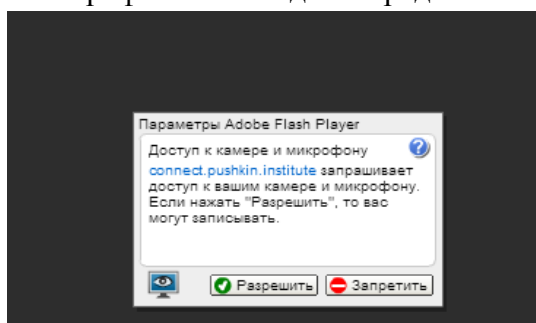 Параметры Adobe Flash Player
Доступ к камере и микрофону
connect.pushkin.institute запрашивает
доступ к вашим камере и микрофону.
Если нажать "Разрешить", то вас
могут записывать.
Разрешить Запретить